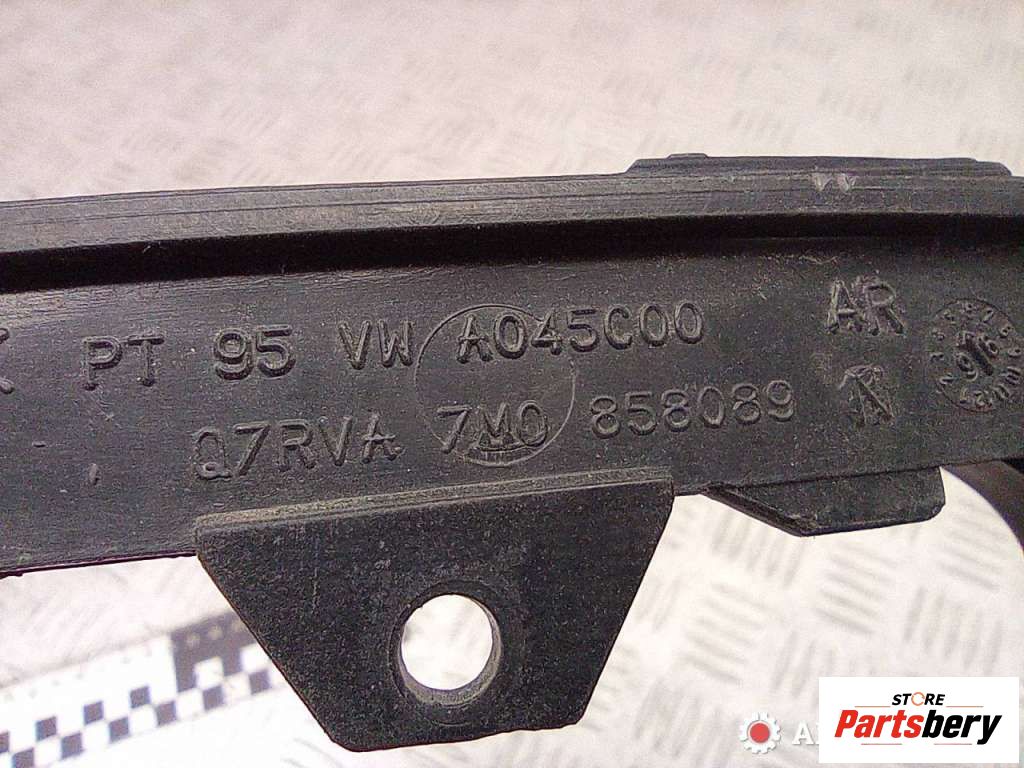 PT 95 VW A045C00 AR
Q7RVA 7M0 858089
STORE
Partsbery